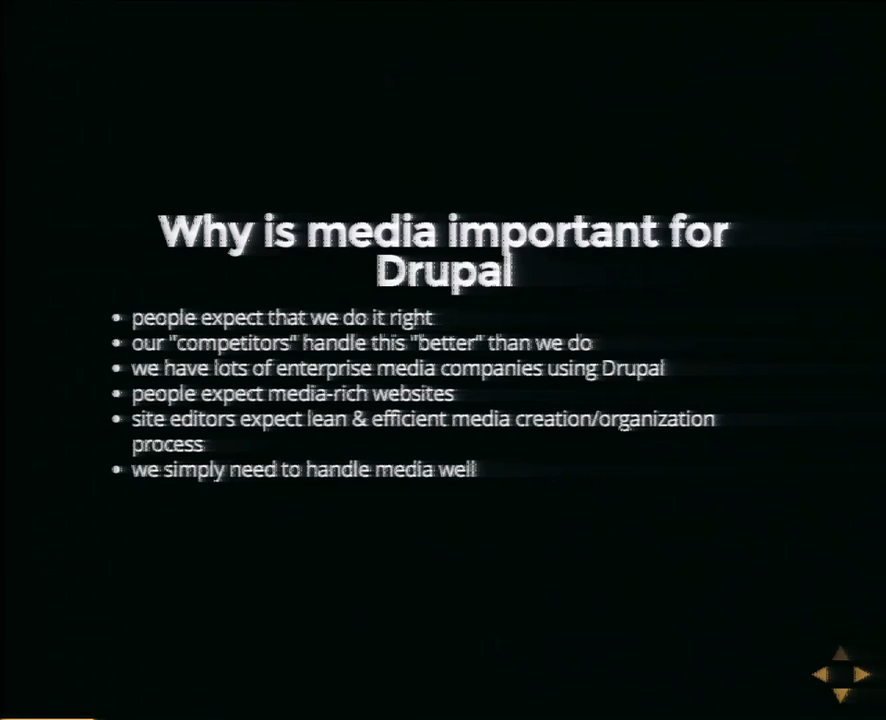 Why is media important for
Drupal
• people expect that we do it right
• our "competitors" handle this "better" than we do
• we have lots of enterprise media companies using Drupal
• people expect media-rich websites
• site editors expect lean & efficient media creation/organization
process
• we simply need to handle media well